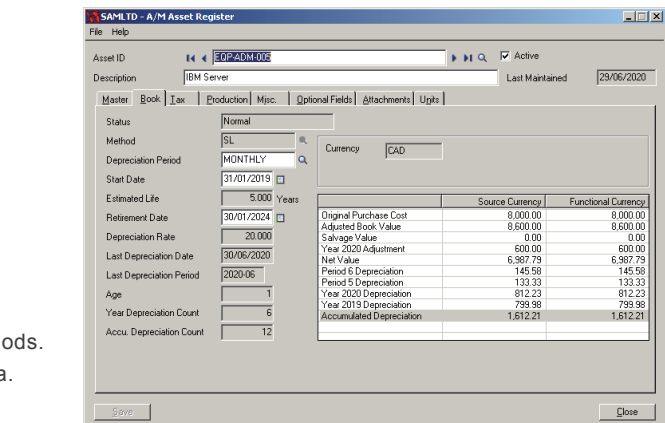 SAMLTD - A/M Asset Register
File Help
Asset ID EQP-ADM-005 Active
Description IBM Server Last Maintained 29/06/2020
Master Book Tax Production Misc. Optional Fields Attachments Units
Status Normal
Method SL
Currency CAD
Depreciation Period MONTHLY
Start Date 31/01/2019
Estimated Life 5.000 Years
Retirement Date 30/01/2024
Depreciation Rate 20.000
Last Depreciation Date 30/06/2020
Last Depreciation Period 2020-06
Age 1
Year Depreciation Count 6
Accu. Depreciation Count 12
Source Currency Functional Currency
Original Purchase Cost 8,000.00 8,000.00
Adjusted Book Value 8,600.00 8,600.00
Salvage Value 0.00 0.00
Year 2020 Adjustment 600.00 600.00
Net Value 6,987.79 6,987.79
Period 6 Depreciation 145.58 145.58
Period 5 Depreciation 133.33 133.33
Year 2020 Depreciation 812.23 812.23
Year 2019 Depreciation 799.98 799.98
Accumulated Depreciation 1,612.21 1,612.21
ods.
a.
Save Close